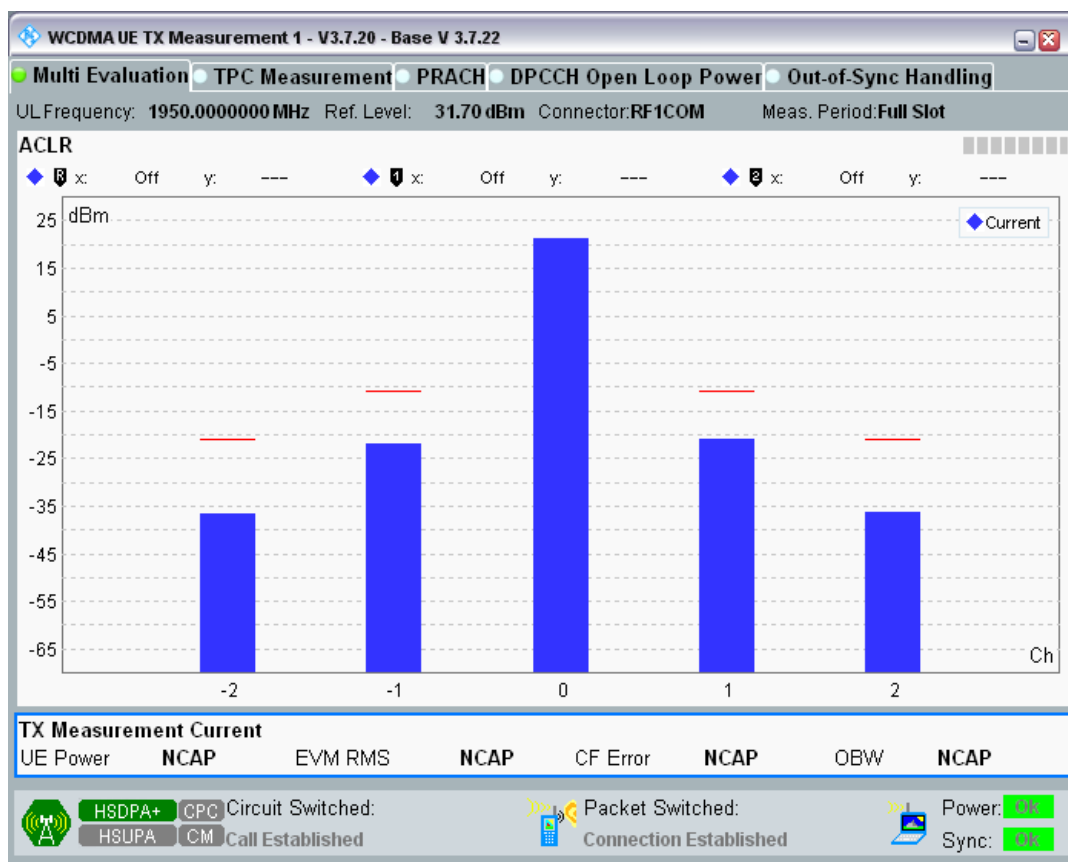 WCDMA UE TX Measurement 1 - V3.7.20 - Base V 3.7.22
Multi Evaluation TPC Measurement PRACH DPCCH Open Loop Power Out-of-Sync Handling
UL Frequency: 1950.0000000 MHz Ref. Level: 31.70 dBm Connector:RF1COM Meas. Period:Full Slot
ACLR
R x: Off y: --- 1 x: Off y: --- 2 x: Off y: ---
dBm
Current
25
15
5
-5
-15
-25
-35
-45
-55
-65
Ch
-2 -1 0 1 2
TX Measurement Current
UE Power NCAP EVM RMS NCAP CF Error NCAP OBW NCAP
HSDPA+ CPC Circuit Switched: Packet Switched: Power: Ok
HSUPA CM Call Established Connection Established Sync: Ok